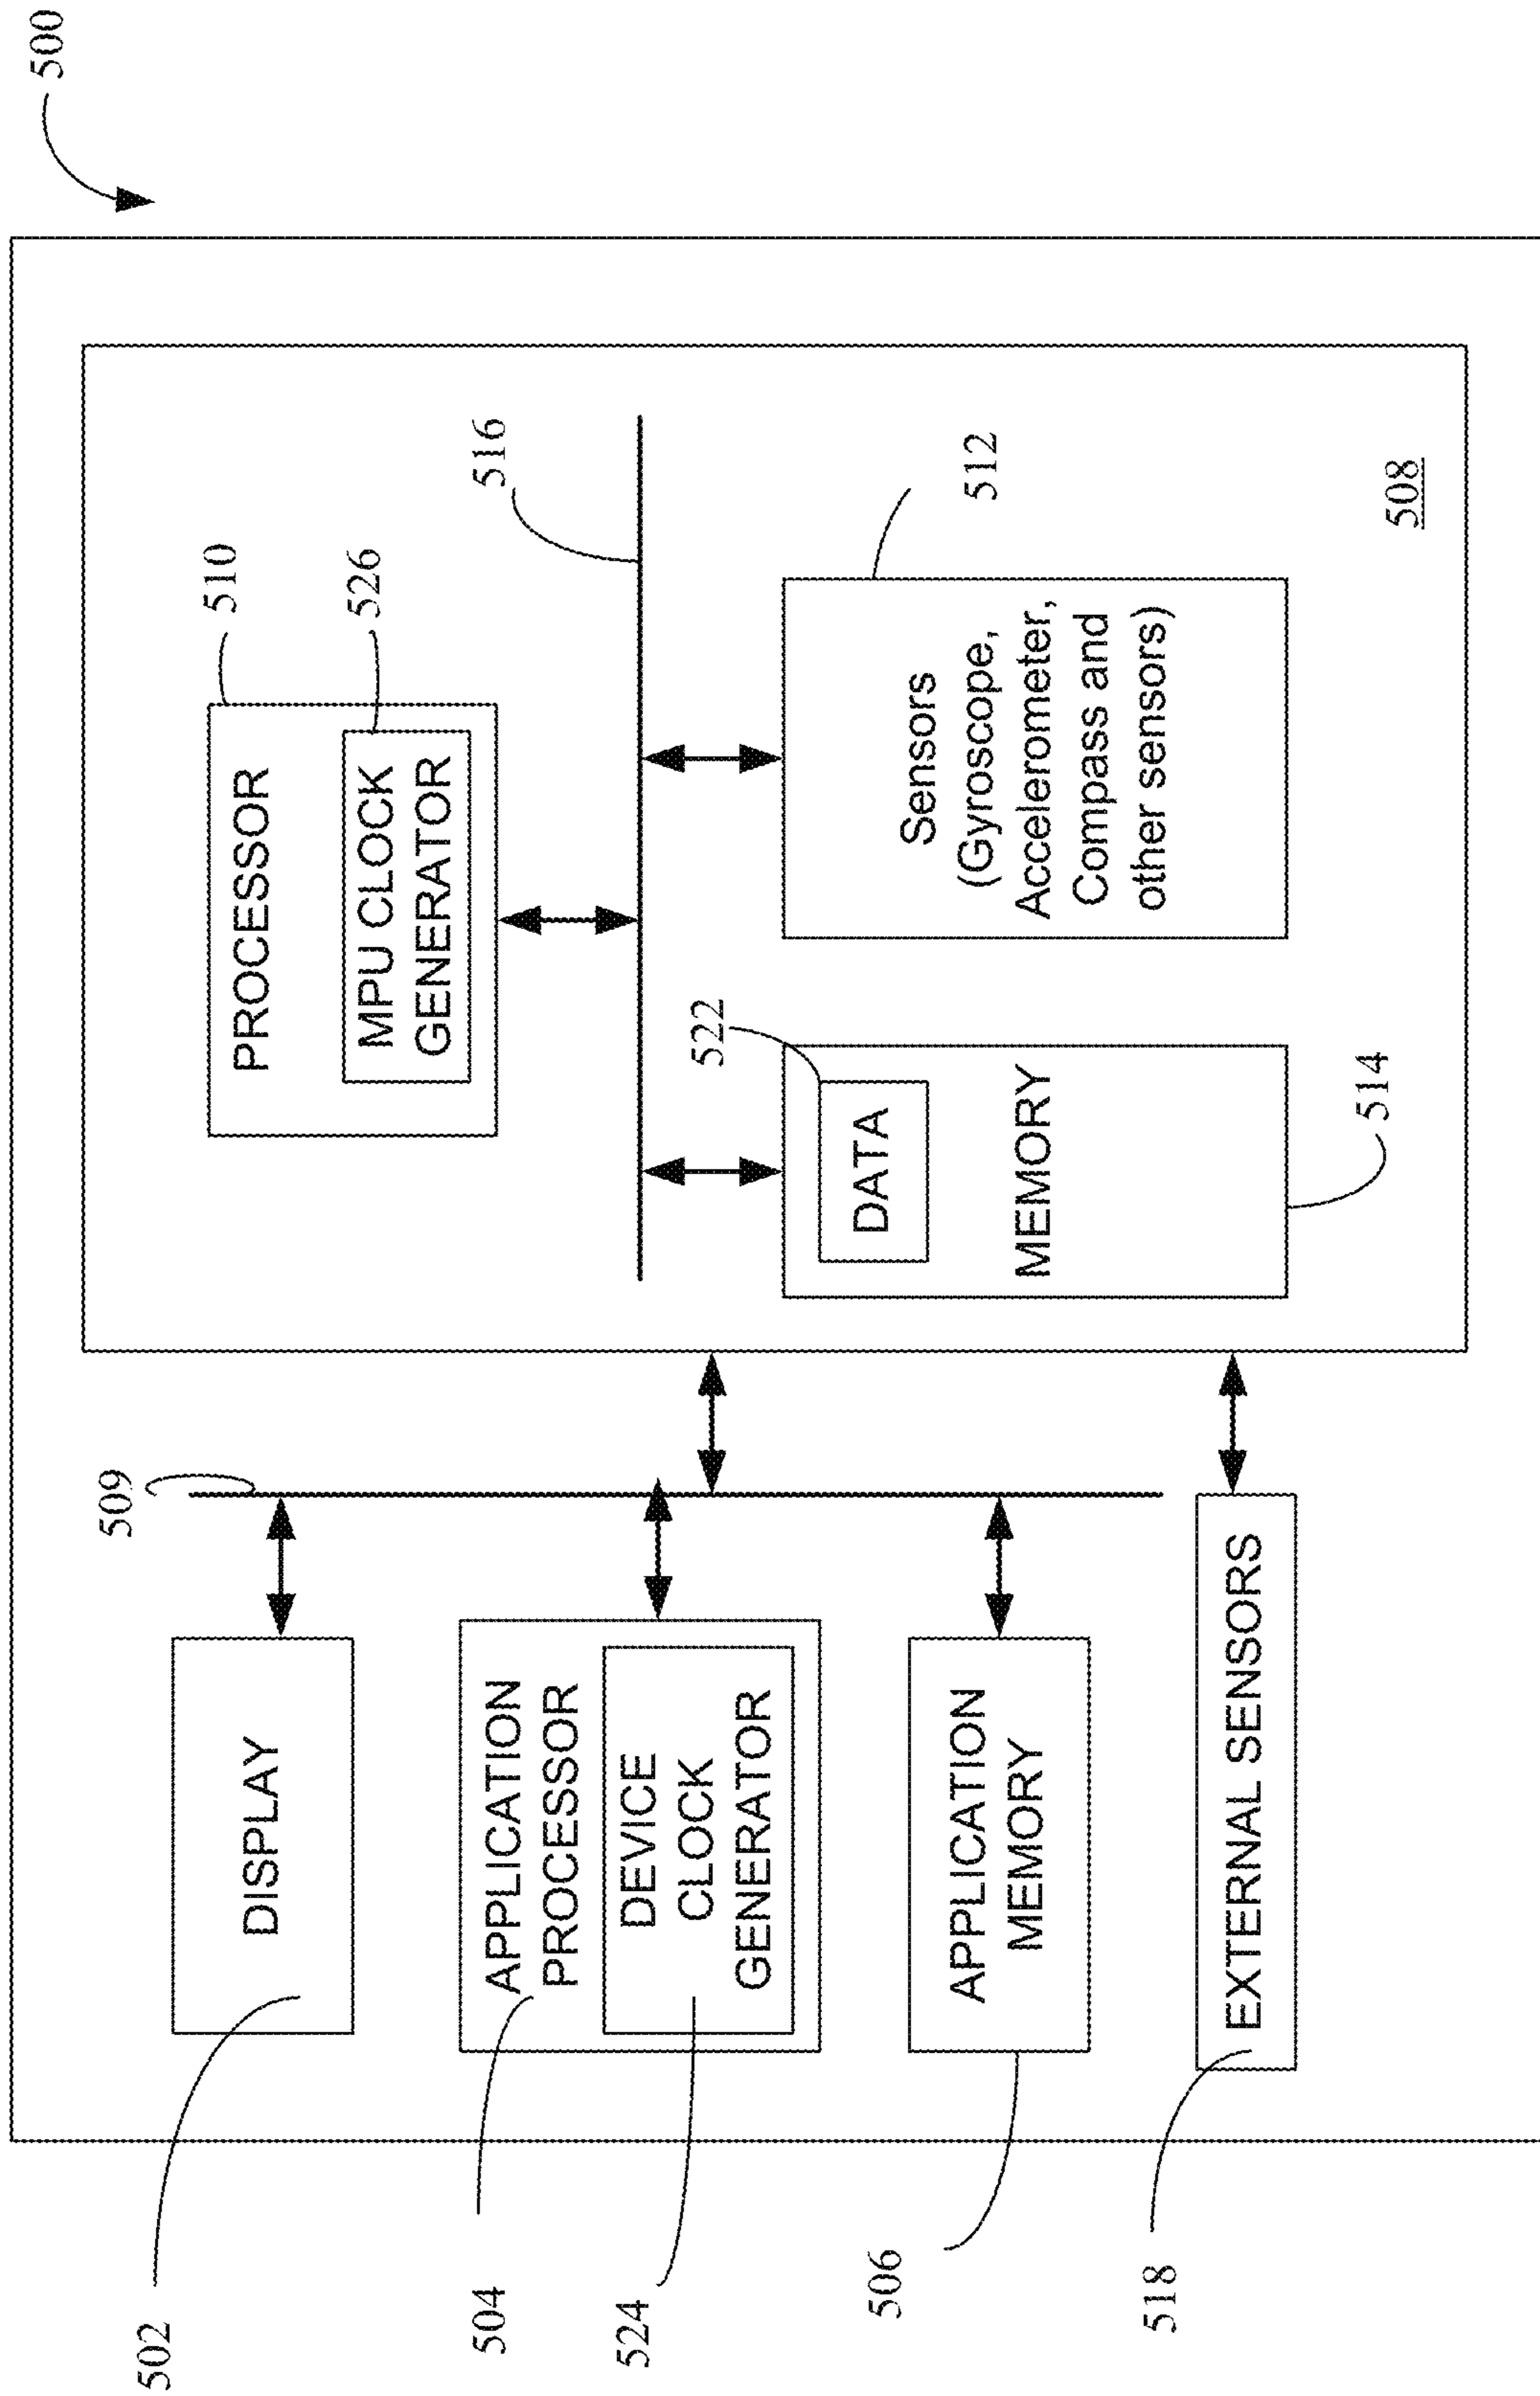 500
502
DISPLAY
509
504
APPLICATION
PROCESSOR
524
DEVICE
CLOCK
GENERATOR
506
APPLICATION
MEMORY
518
EXTERNAL SENSORS
510
PROCESSOR
526
MPU CLOCK
GENERATOR
516
522
DATA
MEMORY
514
512
Sensors
(Gyroscope,
Accelerometer,
Compass and
other sensors)
508